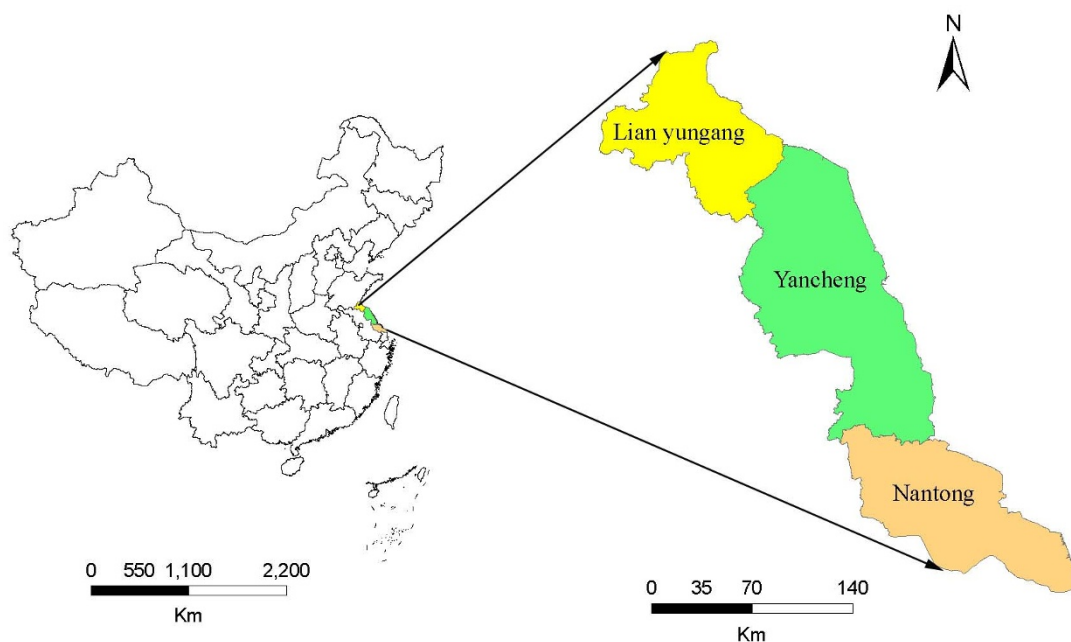 N
Lian yungang
Yancheng
Nantong
0 550 1,100 2,200
Km
0 35 70 140
Km